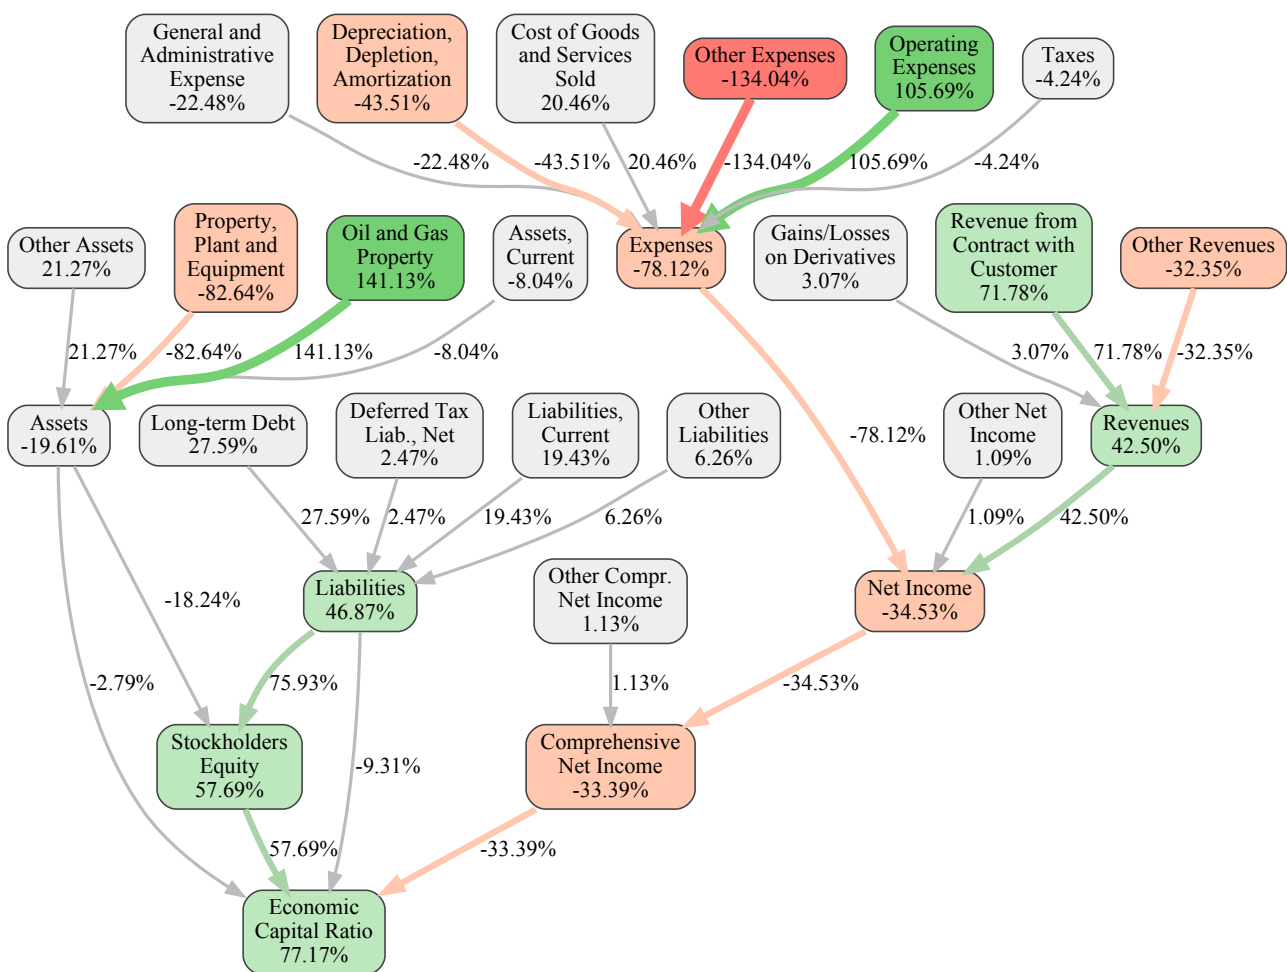 General and
Administrative
Expense
-22.48%
Depreciation,
Depletion,
Amortization
-43.51%
Cost of Goods
and Services
Sold
20.46%
Other Expenses
-134.04%
Operating
Expenses
105.69%
Taxes
-4.24%
-22.48%
-43.51%
20.46%
-134.04%
105.69%
-4.24%
Other Assets
21.27%
Property,
Plant and
Equipment
-82.64%
Oil and Gas
Property
141.13%
Assets,
Current
-8.04%
Expenses
-78.12%
Gains/Losses
on Derivatives
3.07%
Revenue from
Contract with
Customer
71.78%
Other Revenues
-32.35%
21.27%
-82.64%
141.13%
-8.04%
3.07%
71.78%
-32.35%
Assets
-19.61%
Long-term Debt
27.59%
Deferred Tax
Liab., Net
2.47%
Liabilities,
Current
19.43%
Other
Liabilities
6.26%
-78.12%
Other Net
Income
1.09%
Revenues
42.50%
27.59%
2.47%
19.43%
6.26%
1.09%
42.50%
-18.24%
Liabilities
46.87%
Other Compr.
Net Income
1.13%
Net Income
-34.53%
-2.79%
75.93%
1.13%
-34.53%
Stockholders
Equity
57.69%
-9.31%
Comprehensive
Net Income
-33.39%
57.69%
-33.39%
Economic
Capital Ratio
77.17%